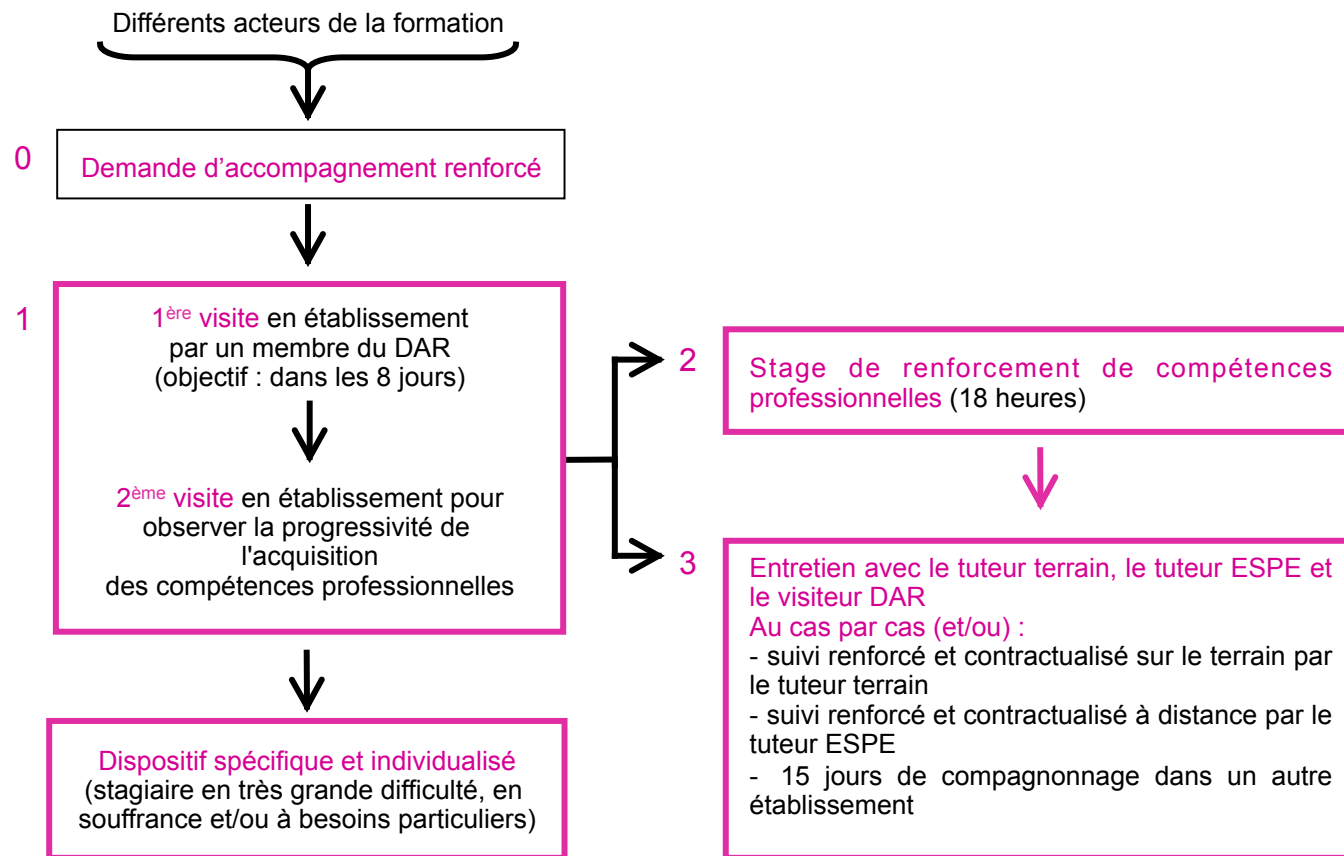 Différents acteurs de la formation
0
Demande d’accompagnement renforcé
1
1ère visite en établissement
par un membre du DAR
(objectif : dans les 8 jours)
2ème visite en établissement pour
observer la progressivité de
l'acquisition
des compétences professionnelles
2
Stage de renforcement de compétences
professionnelles (18 heures)
3
Entretien avec le tuteur terrain, le tuteur ESPE et
le visiteur DAR
Au cas par cas (et/ou) :
- suivi renforcé et contractualisé sur le terrain par
le tuteur terrain
- suivi renforcé et contractualisé à distance par le
tuteur ESPE
- 15 jours de compagnonnage dans un autre
établissement
Dispositif spécifique et individualisé
(stagiaire en très grande difficulté, en
souffrance et/ou à besoins particuliers)